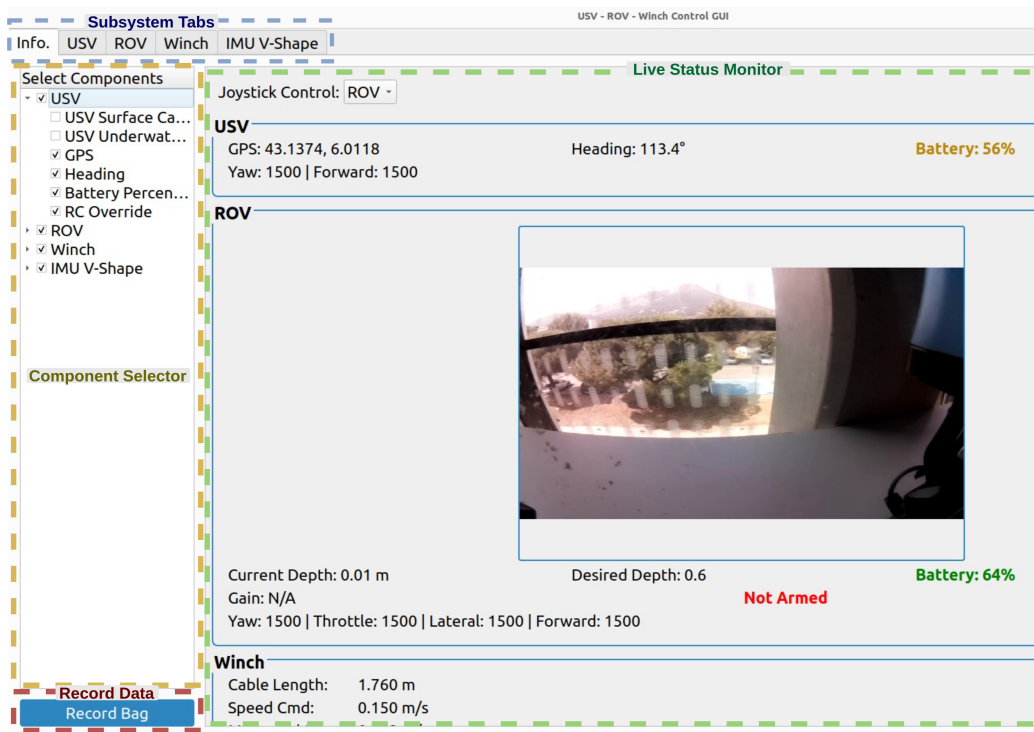 USV - ROV - Winch Control GUI
Subsystem Tabs
Info. USV ROV Winch IMU V-Shape
Live Status Monitor
Select Components
USV
USV Surface Ca...
USV Underwat...
GPS
Heading
Battery Percen...
RC Override
ROV
Winch
IMU V-Shape
Component Selector
Record Data
Record Bag
Joystick Control: ROV
USV
GPS: 43.1374, 6.0118 Heading: 113.4° Battery: 56%
Yaw: 1500 | Forward: 1500
ROV
Current Depth: 0.01 m Desired Depth: 0.6 Battery: 64%
Gain: N/A Not Armed
Yaw: 1500 | Throttle: 1500 | Lateral: 1500 | Forward: 1500
Winch
Cable Length: 1.760 m
Speed Cmd: 0.150 m/s